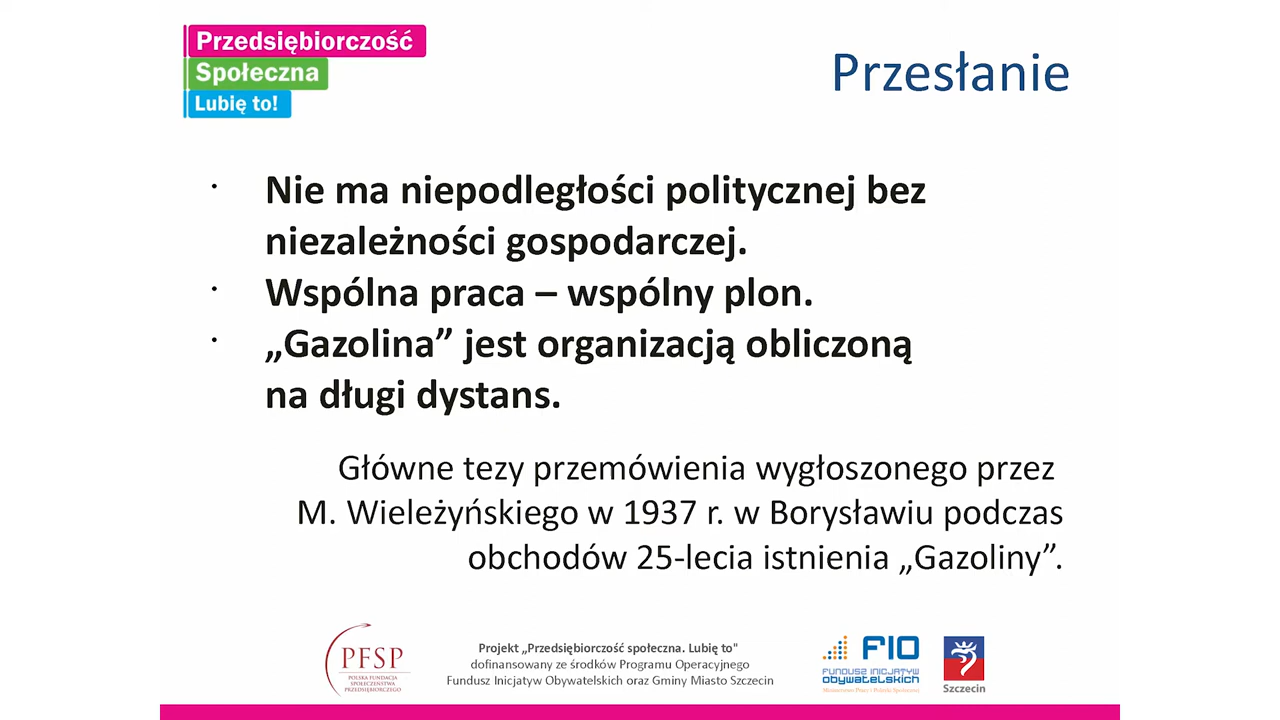 Przedsiębiorczość
Społeczna
Lubię to!
Przesłanie
· Nie ma niepodległości politycznej bez
niezależności gospodarczej.
· Wspólna praca – wspólny plon.
· „Gazolina” jest organizacją obliczoną
na długi dystans.
Główne tezy przemówienia wygłoszonego przez
M. Wieleżyńskiego w 1937 r. w Borysławiu podczas
obchodów 25-lecia istnienia „Gazoliny”.
PFSP
POLSKA FUNDACJA
SPOŁECZEŃSTWA
PRZEDSIĘBIORCZEGO
Projekt „Przedsiębiorczość społeczna. Lubię to"
dofinansowany ze środków Programu Operacyjnego
Fundusz Inicjatyw Obywatelskich oraz Gminy Miasto Szczecin
FIO
FUNDUSZ INICJATYW
OBYWATELSKICH
Ministerstwo Pracy i Polityki Społecznej
Szczecin